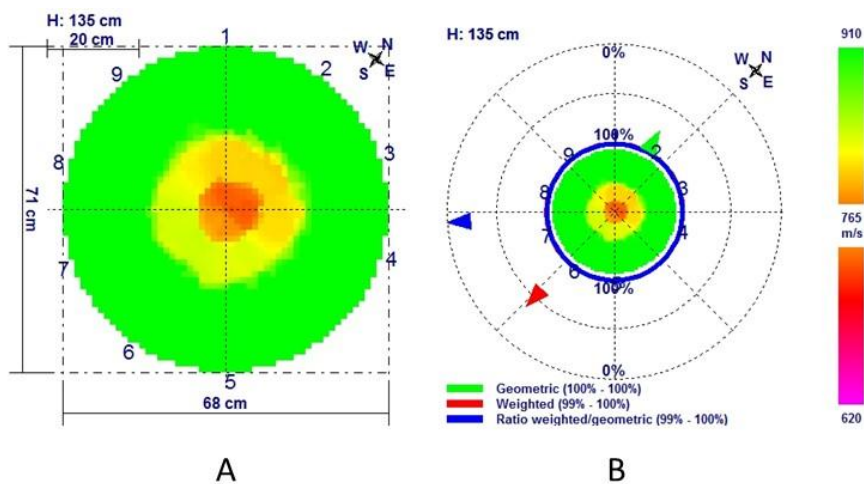 H: 135 cm
20 cm
W N
S E
1
2
3
4
5
6
7
8
9
71 cm
68 cm
A
H: 135 cm
W N
S E
0%
100%
2
3
4
6
7
8
9
100%
0%
Geometric (100% - 100%)
Weighted (99% - 100%)
Ratio weighted/geometric (99% - 100%)
B
910
765
m/s
620